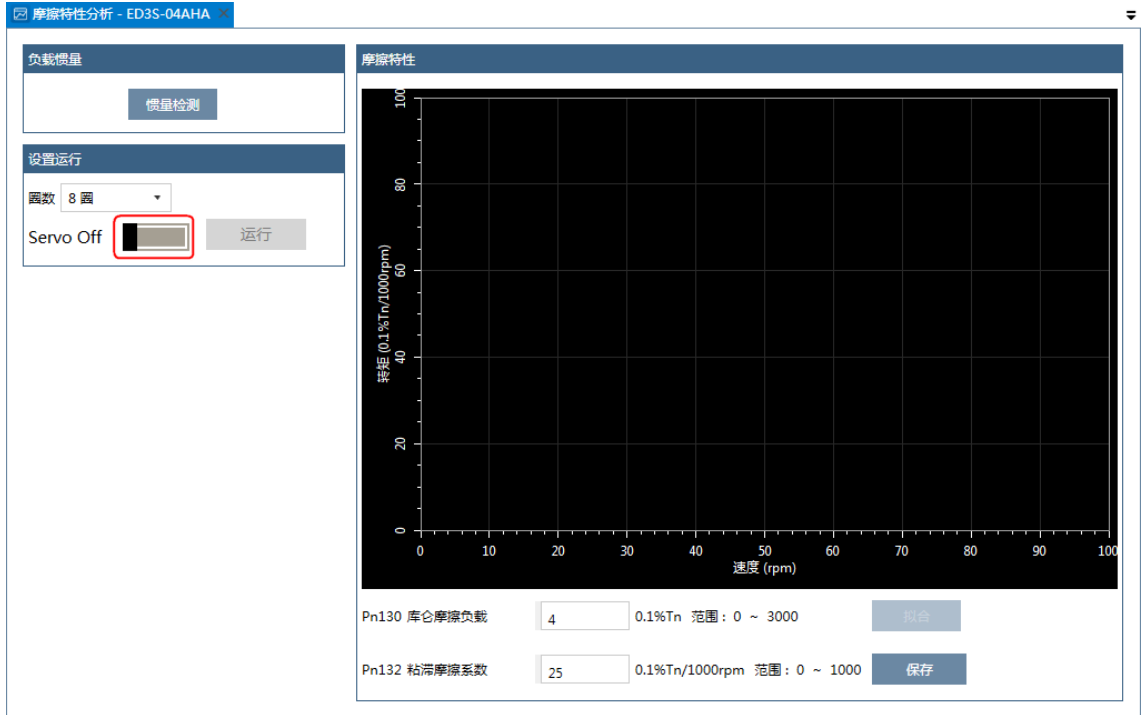 摩擦特性分析 - ED3S-04AHA
负载惯量
惯量检测
设置运行
圈数 8 圈
Servo Off 运行
摩擦特性
100
80
60
40
20
0
转矩 (0.1%Tn/1000rpm)
0 10 20 30 40 50 60 70 80 90 100
速度 (rpm)
Pn130 库仑摩擦负载 4 0.1%Tn 范围: 0 ~ 3000 拟合
Pn132 粘滞摩擦系数 25 0.1%Tn/1000rpm 范围: 0 ~ 1000 保存